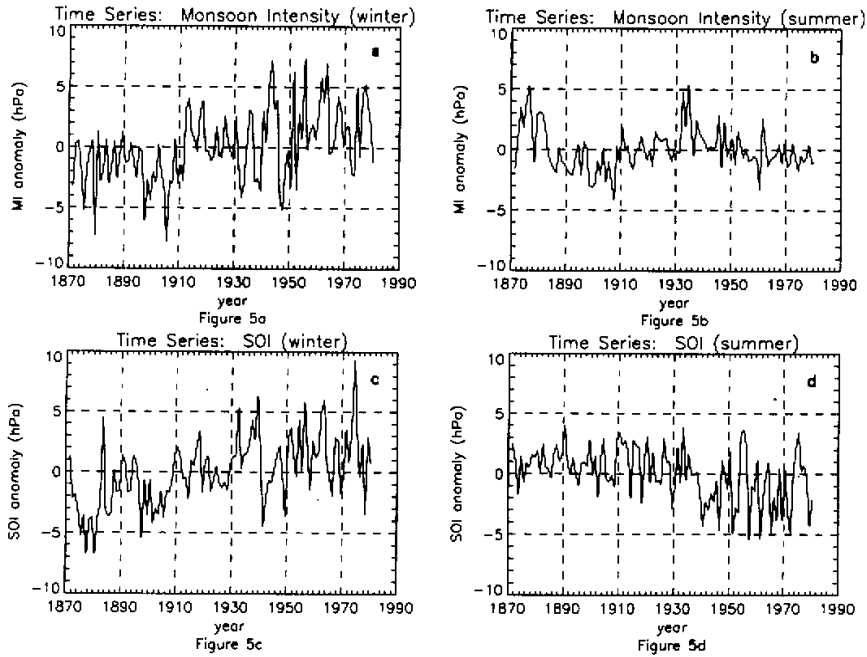 Time Series: Monsoon Intensity (winter)
a
10
5
0
−5
−10
MI anomaly (hPa)
1870 1890 1910 1930 1950 1970 1990
year
Figure 5a
Time Series: Monsoon Intensity (summer)
b
10
5
0
−5
−10
MI anomaly (hPa)
1870 1890 1910 1930 1950 1970 1990
year
Figure 5b
Time Series: SOI (winter)
c
10
5
0
−5
−10
SOI anomaly (hPa)
1870 1890 1910 1930 1950 1970 1990
year
Figure 5c
Time Series: SOI (summer)
d
10
5
0
−5
−10
SOI anomaly (hPa)
1870 1890 1910 1930 1950 1970 1990
year
Figure 5d